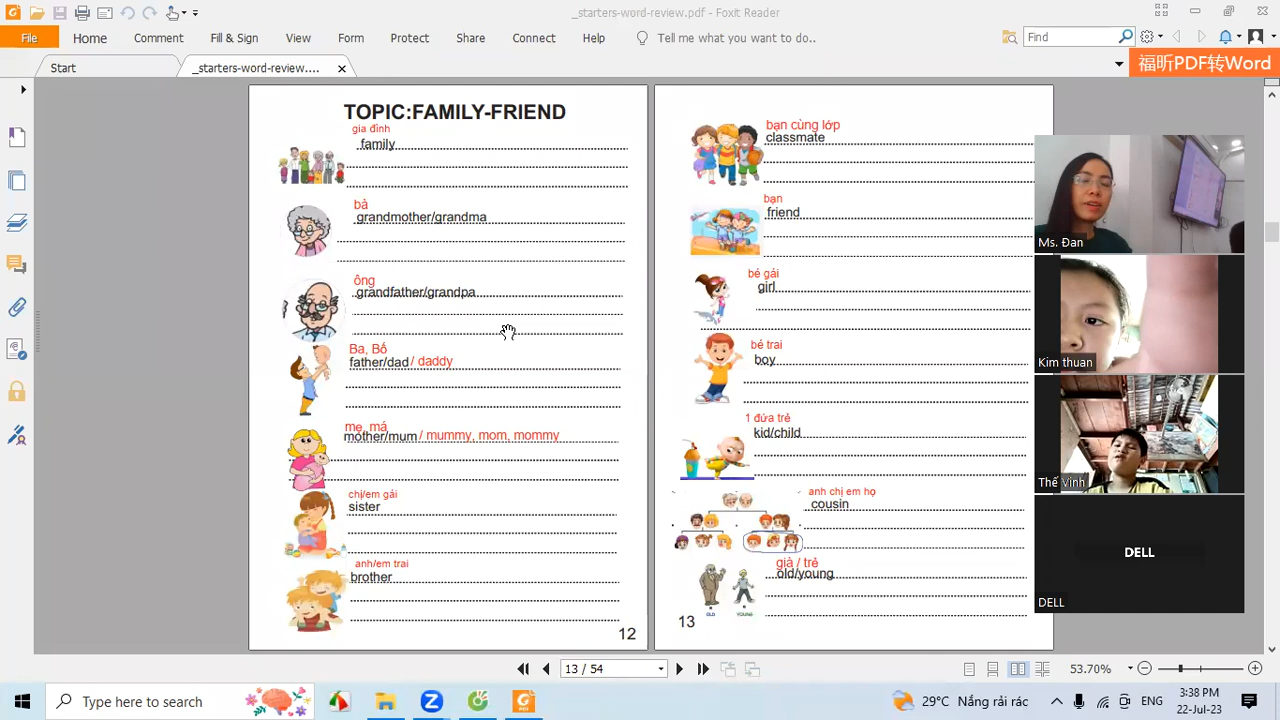 _starters-word-review.pdf - Foxit Reader
File Home Comment Fill & Sign View Form Protect Share Connect Help Tell me what you want to do.. Find
Start _starters-word-review.... 福昕PDF转Word
TOPIC:FAMILY-FRIEND
gia đình
family
bà
grandmother/grandma
ông
grandfather/grandpa
Ba, Bố
father/dad / daddy
mẹ, má
mother/mum / mummy, mom, mommy
chị/em gái
sister
anh/em trai
brother
12
bạn cùng lớp
classmate
bạn
friend
bé gái
girl
bé trai
boy
1 đứa trẻ
kid/child
anh chị em họ
cousin
già / trẻ
old/young
OLD YOUNG
13
Ms. Đan
Kim thuan
Thế Vinh
DELL
DELL
13 / 54 53.70%
Type here to search 29°C Nắng rải rác ENG 3:38 PM
22-Jul-23